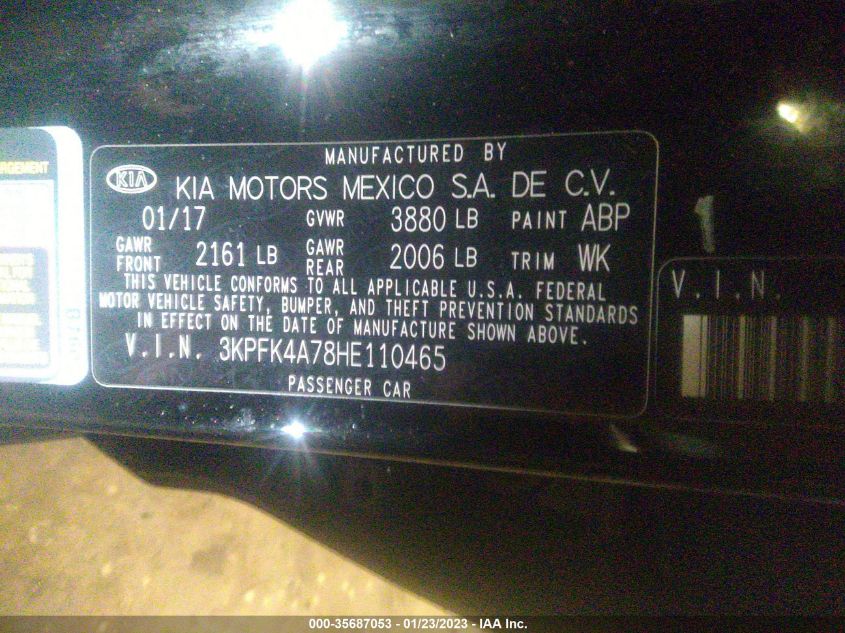 RGEMENT
MANUFACTURED BY
KIA
KIA MOTORS MEXICO S.A. DE C.V.
01/17 GVWR 3880 LB PAINT ABP
GAWR FRONT 2161 LB GAWR REAR 2006 LB TRIM WK
THIS VEHICLE CONFORMS TO ALL APPLICABLE U.S.A. FEDERAL
MOTOR VEHICLE SAFETY, BUMPER, AND THEFT PREVENTION STANDARDS
IN EFFECT ON THE DATE OF MANUFACTURE SHOWN ABOVE.
V.I.N. 3KPFK4A78HE110465
PASSENGER CAR
V.I.N.
000-35687053 - 01/23/2023 - IAA Inc.